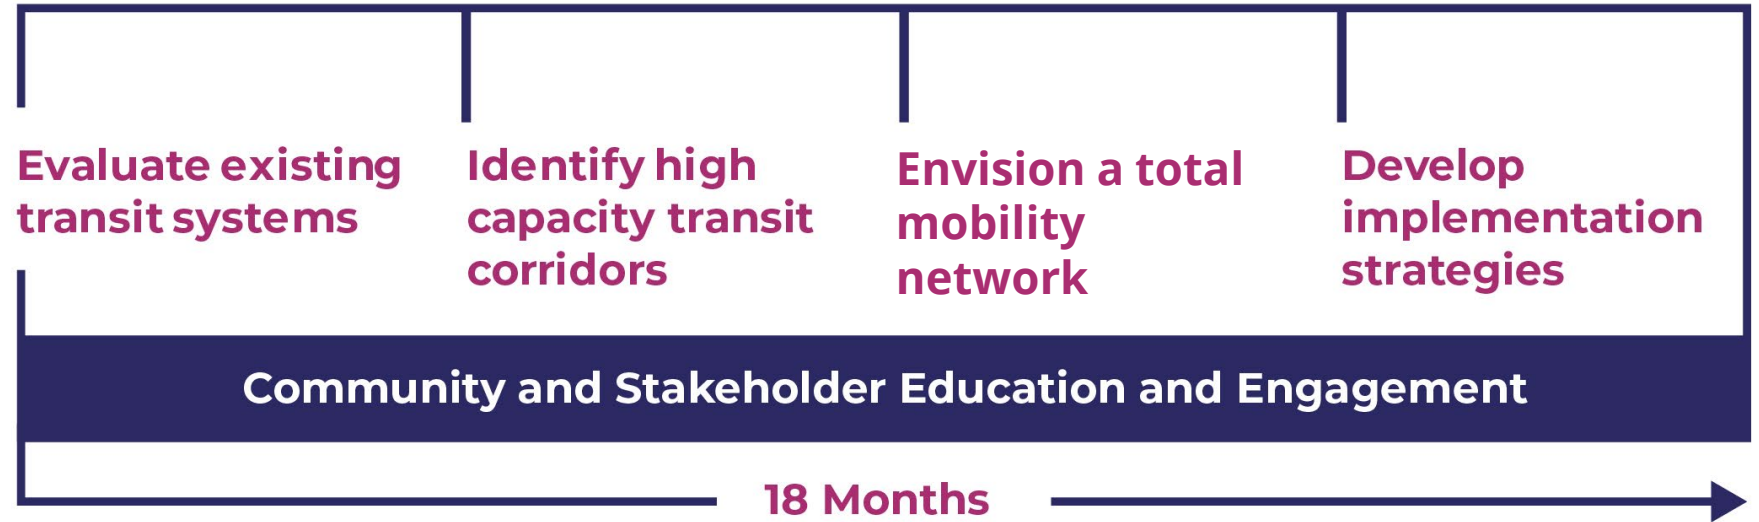 Evaluate existing
transit systems
Identify high
capacity transit
corridors
Envision a total
mobility
network
Develop
implementation
strategies
Community and Stakeholder Education and Engagement
18 Months